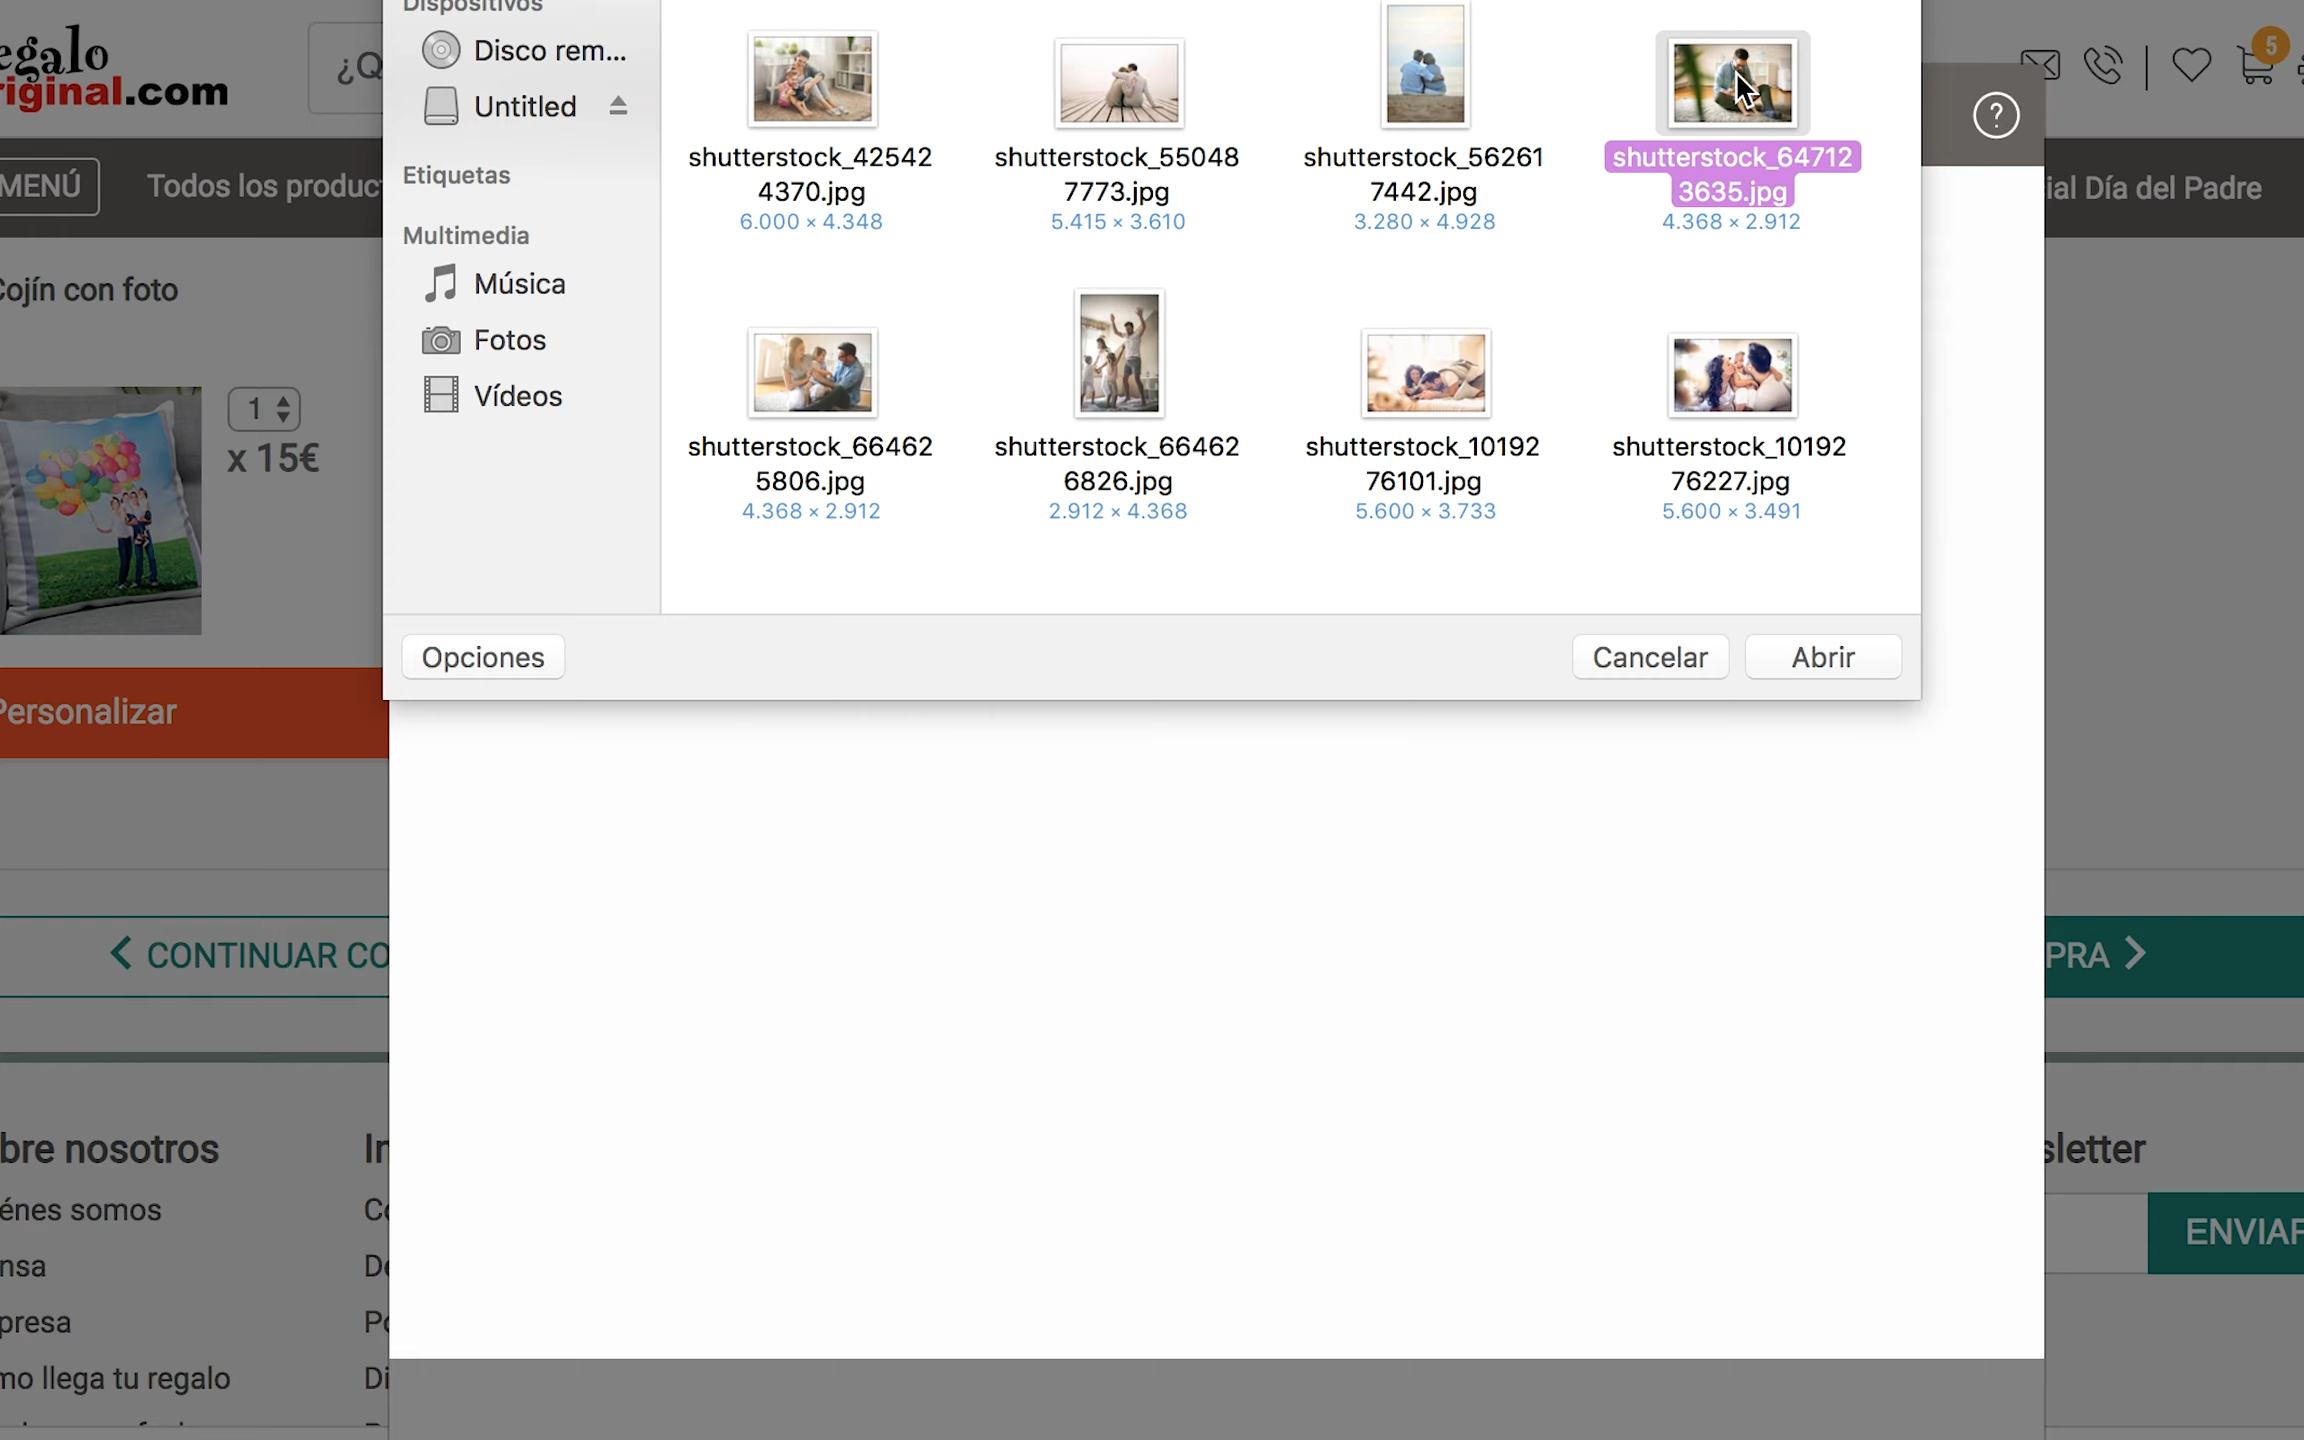 egalo
riginal.com
¿Q
5
MENÚ
Todos los produc
ial Día del Padre
Cojín con foto
1
x 15€
Personalizar
Dispositivos
Disco rem...
Untitled
Etiquetas
Multimedia
Música
Fotos
Vídeos
shutterstock_42542
4370.jpg
6.000 × 4.348
shutterstock_55048
7773.jpg
5.415 × 3.610
shutterstock_56261
7442.jpg
3.280 × 4.928
shutterstock_64712
3635.jpg
4.368 × 2.912
shutterstock_66462
5806.jpg
4.368 × 2.912
shutterstock_66462
6826.jpg
2.912 × 4.368
shutterstock_10192
76101.jpg
5.600 × 3.733
shutterstock_10192
76227.jpg
5.600 × 3.491
?
Opciones
Cancelar
Abrir
CONTINUAR CO
PRA
bre nosotros
énes somos
nsa
presa
mo llega tu regalo
In
Co
De
Po
Di
sletter
ENVIAR